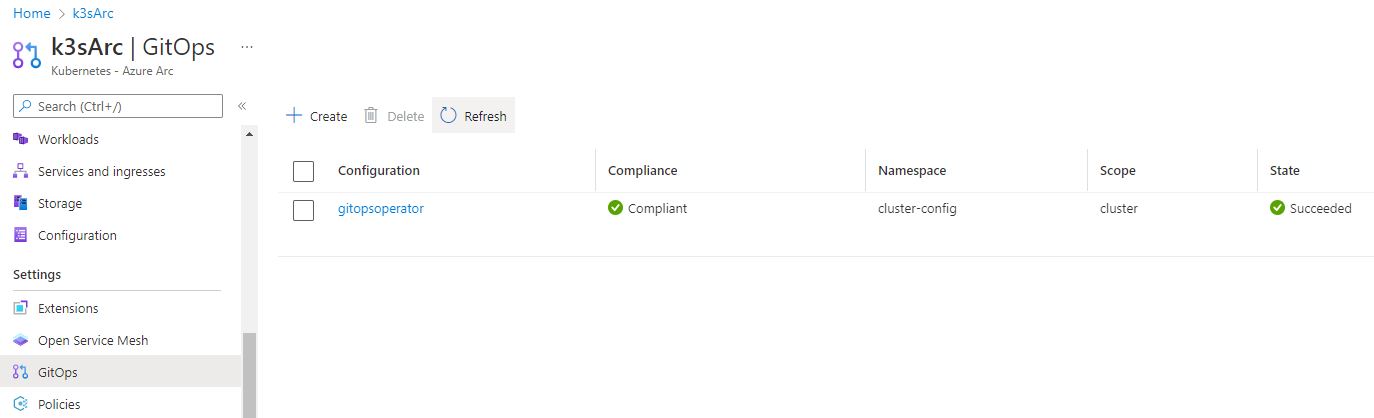 Home > k3sArc
k3sArc | GitOps ...
Kubernetes - Azure Arc
Search (Ctrl+/) «
Workloads
Services and ingresses
Storage
Configuration
Settings
Extensions
Open Service Mesh
GitOps
Policies
+ Create Delete Refresh
Configuration Compliance Namespace Scope State
gitopsoperator Compliant cluster-config cluster Succeeded